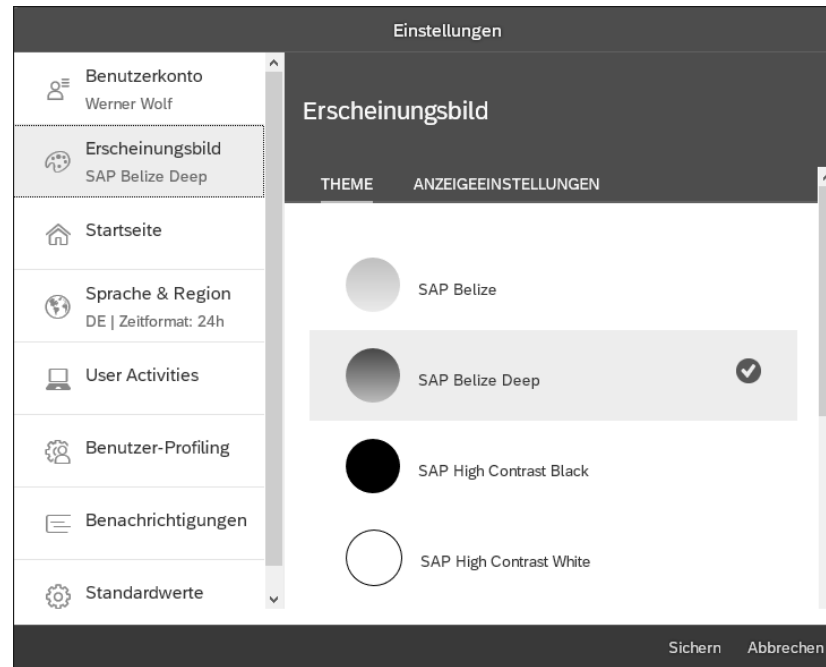 Einstellungen
Benutzerkonto
Werner Wolf
Erscheinungsbild
SAP Belize Deep
Startseite
Sprache & Region
DE | Zeitformat: 24h
User Activities
Benutzer-Profiling
Benachrichtigungen
Standardwerte
Erscheinungsbild
THEME ANZEIGEEINSTELLUNGEN
SAP Belize
SAP Belize Deep
SAP High Contrast Black
SAP High Contrast White
Sichern Abbrechen